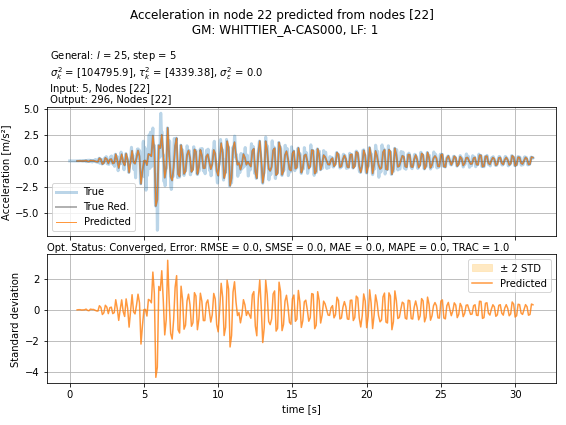 Acceleration in node 22 predicted from nodes [22]
GM: WHITTIER_A-CAS000, LF: 1
General: l = 25, step = 5
σ²ₖ = [104795.9], τ²ₖ = [4339.38], σ²ε = 0.0
Input: 5, Nodes [22]
Output: 296, Nodes [22]
5.0
2.5
0.0
−2.5
−5.0
Acceleration [m/s²]
True
True Red.
Predicted
Opt. Status: Converged, Error: RMSE = 0.0, SMSE = 0.0, MAE = 0.0, MAPE = 0.0, TRAC = 1.0
2
0
−2
−4
Standard deviation
± 2 STD
Predicted
0 5 10 15 20 25 30
time [s]